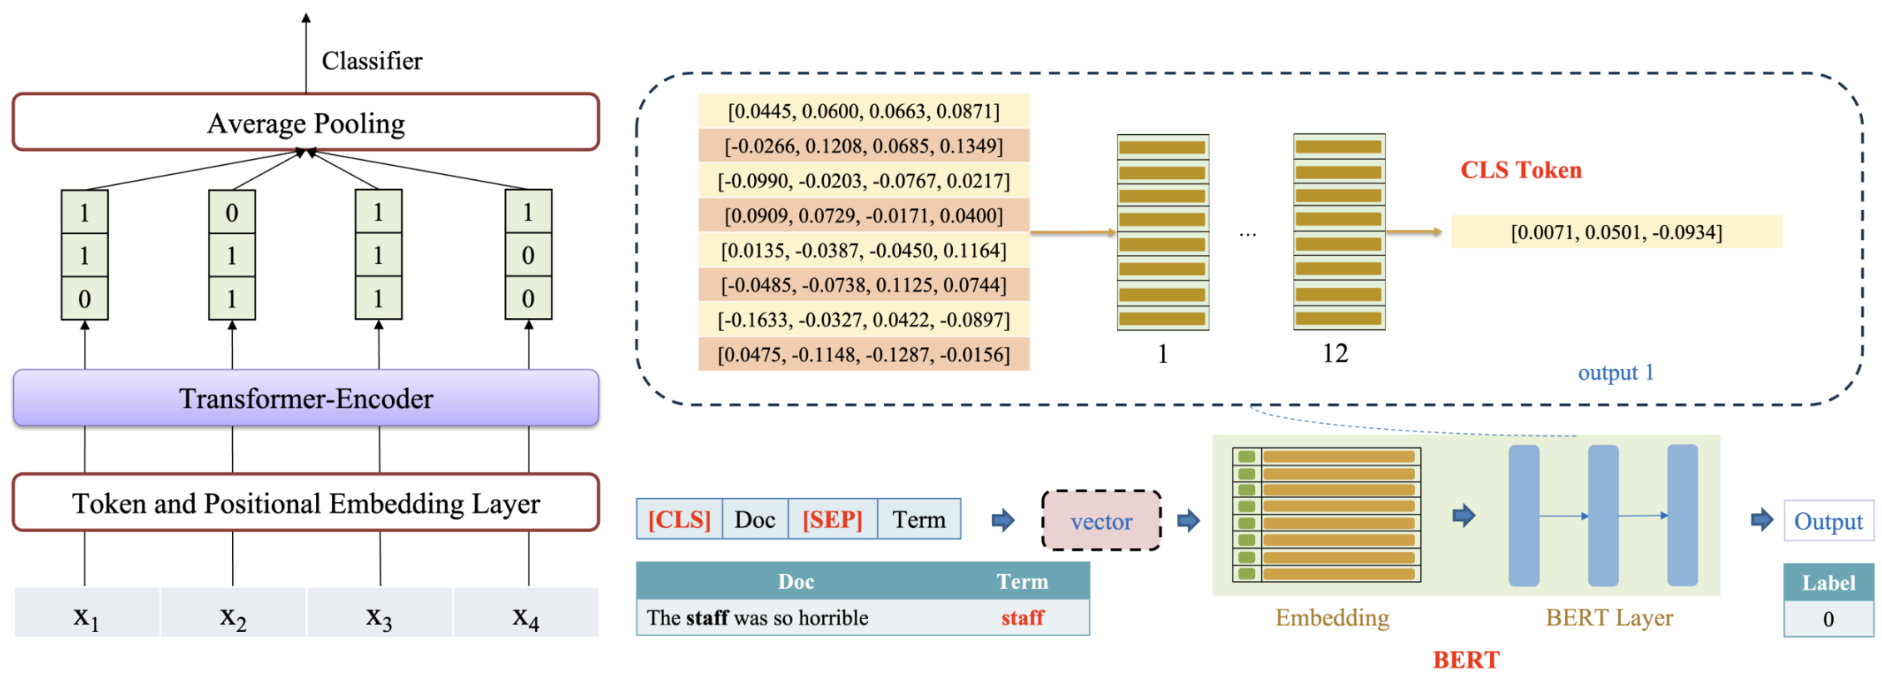 Classifier
Average Pooling
1 0 1 1
1 1 1 0
0 1 1 0
Transformer-Encoder
Token and Positional Embedding Layer
x1 x2 x3 x4
[0.0445, 0.0600, 0.0663, 0.0871]
[-0.0266, 0.1208, 0.0685, 0.1349]
[-0.0990, -0.0203, -0.0767, 0.0217]
[0.0909, 0.0729, -0.0171, 0.0400]
[0.0135, -0.0387, -0.0450, 0.1164]
[-0.0485, -0.0738, 0.1125, 0.0744]
[-0.1633, -0.0327, 0.0422, -0.0897]
[0.0475, -0.1148, -0.1287, -0.0156]
1 ... 12
CLS Token
[0.0071, 0.0501, -0.0934]
output 1
[CLS] Doc [SEP] Term
vector
Embedding
BERT Layer
BERT
Output
Doc Term
The staff was so horrible staff
Label
0